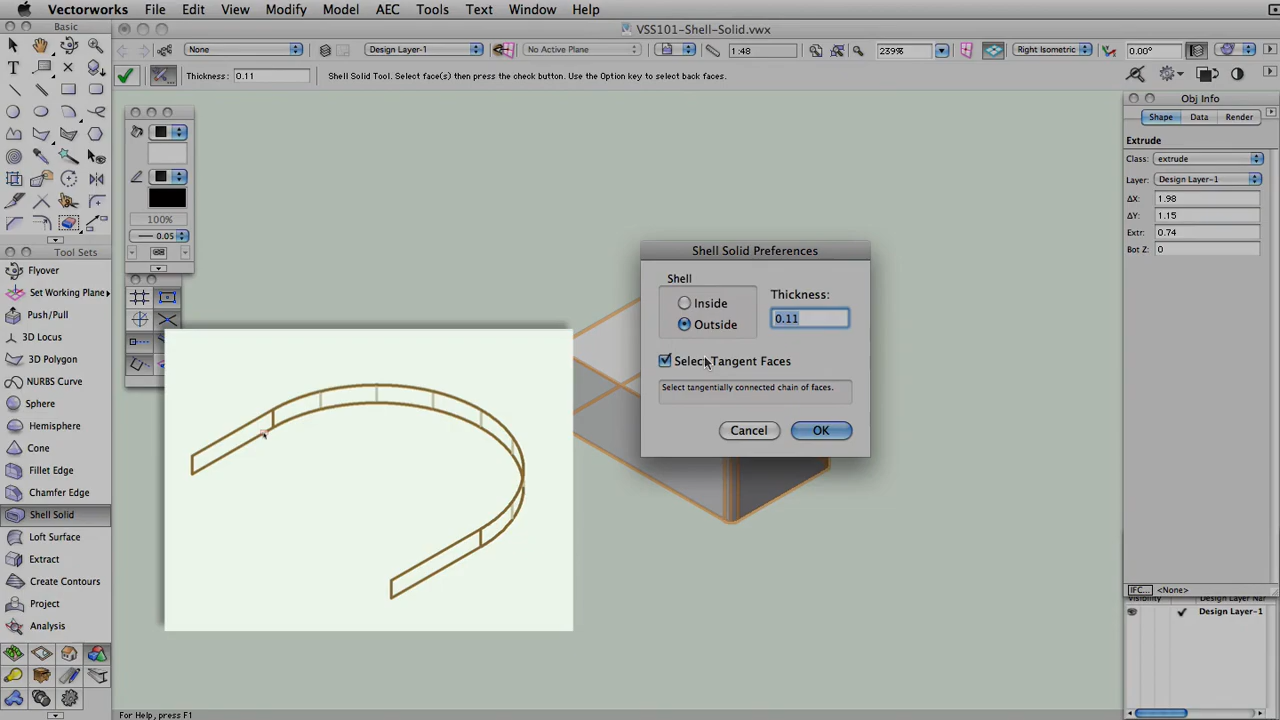 Vectorworks File Edit View Modify Model AEC Tools Text Window Help
Basic
VSS101-Shell-Solid.vwx
None
Design Layer-1
No Active Plane
1:48
239%
Right Isometric
0.00°
Thickness: 0.11
Shell Solid Tool. Select face(s) then press the check button. Use the Option key to select back faces.
100%
0.05
Tool Sets
Flyover
Set Working Plane
Push/Pull
3D Locus
3D Polygon
NURBS Curve
Sphere
Hemisphere
Cone
Fillet Edge
Chamfer Edge
Shell Solid
Loft Surface
Extract
Create Contours
Project
Analysis
Shell Solid Preferences
Shell
Inside
Outside
Thickness:
0.11
Select Tangent Faces
Select tangentially connected chain of faces.
Cancel
OK
Obj Info
Shape Data Render
Extrude
Class: extrude
Layer: Design Layer-1
ΔX: 1.98
ΔY: 1.15
Extr: 0.74
Bot Z: 0
IFC... <None>
Visibility Design Layer Nar
Design Layer-1
For Help, press F1